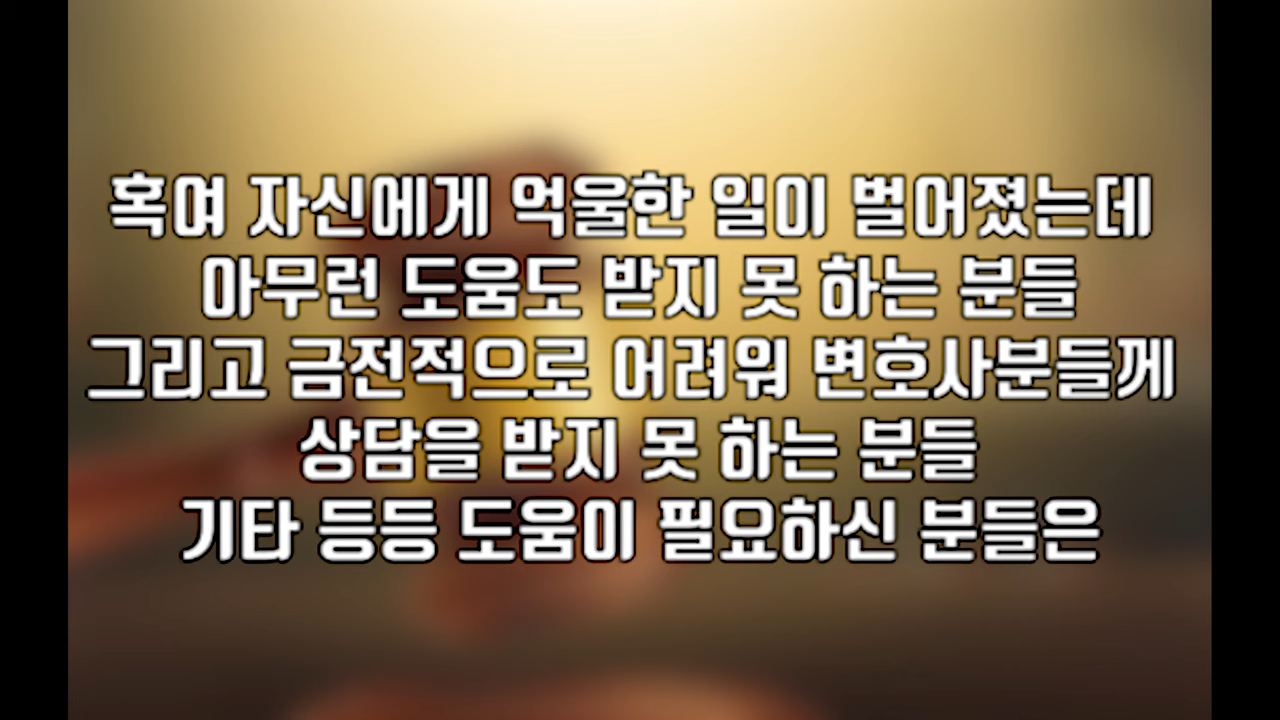 혹여 자신에게 억울한 일이 벌어졌는데
아무런 도움도 받지 못 하는 분들
그리고 금전적으로 어려워 변호사분들께
상담을 받지 못 하는 분들
기타 등등 도움이 필요하신 분들은